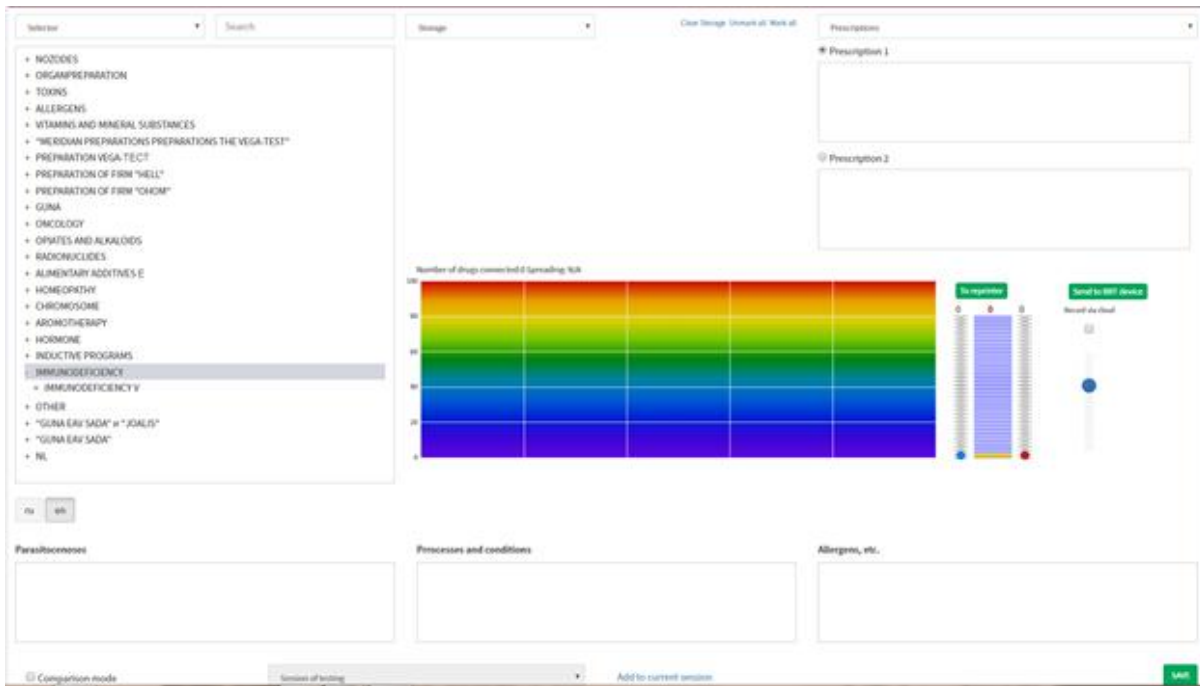 Selector
Search
Storage
Clear Storage Unmark all Mark all
Prescriptions
+ NOZODES
+ ORGANPREPARATION
+ TOXINS
+ ALLERGENS
+ VITAMINS AND MINERAL SUBSTANCES
+ "MERIDIAN PREPARATIONS PREPARATIONS THE VEGA-TEST"
+ PREPARATION VEGA-TECT
+ PREPARATION OF FIRM "HELL"
+ PREPARATION OF FIRM "OHOM"
+ GUNA
+ ONCOLOGY
+ OPIATES AND ALKALOIDS
+ RADIONUCLIDES
+ ALIMENTARY ADDITIVES E
+ HOMEOPATHY
+ CHROMOSOME
+ AROMOTHERAPY
+ HORMONE
+ INDUCTIVE PROGRAMS
- IMMUNODEFICIENCY
+ IMMUNODEFICIENCY V
+ OTHER
+ "GUNA EAV SADA" и "JOALIS"
+ "GUNA EAV SADA"
+ NL
Prescription 1
Prescription 2
Number of drugs connected 0 Spreading: N/A
100
80
60
40
20
0
To reprinter
0 0 0
Send to BRT device
Record via cloud
ru en
Parasitocenoses
Prrocesses and conditions
Allergens, etc.
Comparison mode
Session of testing
Add to current session
SAVE